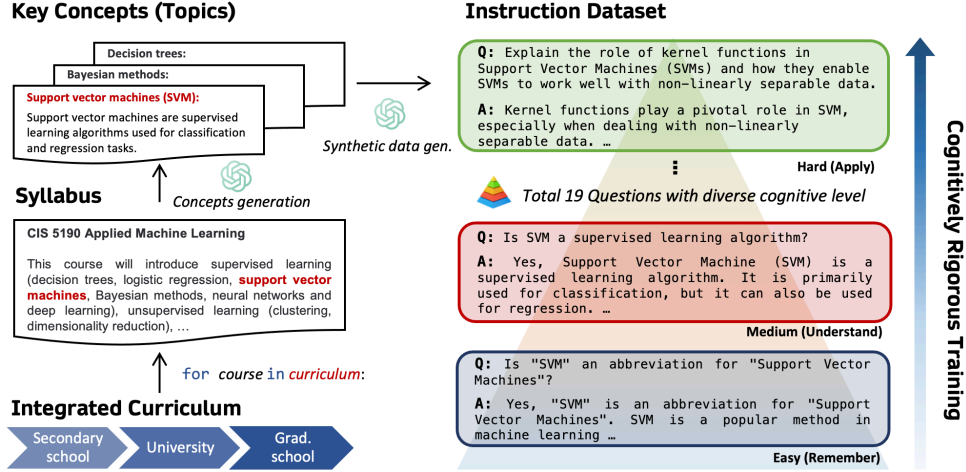 Key Concepts (Topics)
Decision trees:
Bayesian methods:
Support vector machines (SVM):
Support vector machines are supervised
learning algorithms used for classification
and regression tasks.
Synthetic data gen.
Concepts generation
Syllabus
CIS 5190 Applied Machine Learning
This course will introduce supervised learning
(decision trees, logistic regression, support vector
machines, Bayesian methods, neural networks and
deep learning), unsupervised learning (clustering,
dimensionality reduction), …
for course in curriculum:
Integrated Curriculum
Secondary
school
University
Grad.
school
Instruction Dataset
Q: Explain the role of kernel functions in
Support Vector Machines (SVMs) and how they enable
SVMs to work well with non-linearly separable data.
A: Kernel functions play a pivotal role in SVM,
especially when dealing with non-linearly
separable data. …
Hard (Apply)
Total 19 Questions with diverse cognitive level
Q: Is SVM a supervised learning algorithm?
A: Yes, Support Vector Machine (SVM) is a
supervised learning algorithm. It is primarily
used for classification, but it can also be used
for regression. …
Medium (Understand)
Q: Is "SVM" an abbreviation for "Support Vector
Machines"?
A: Yes, "SVM" is an abbreviation for "Support
Vector Machines". SVM is a popular method in
machine learning …
Easy (Remember)
Cognitively Rigorous Training